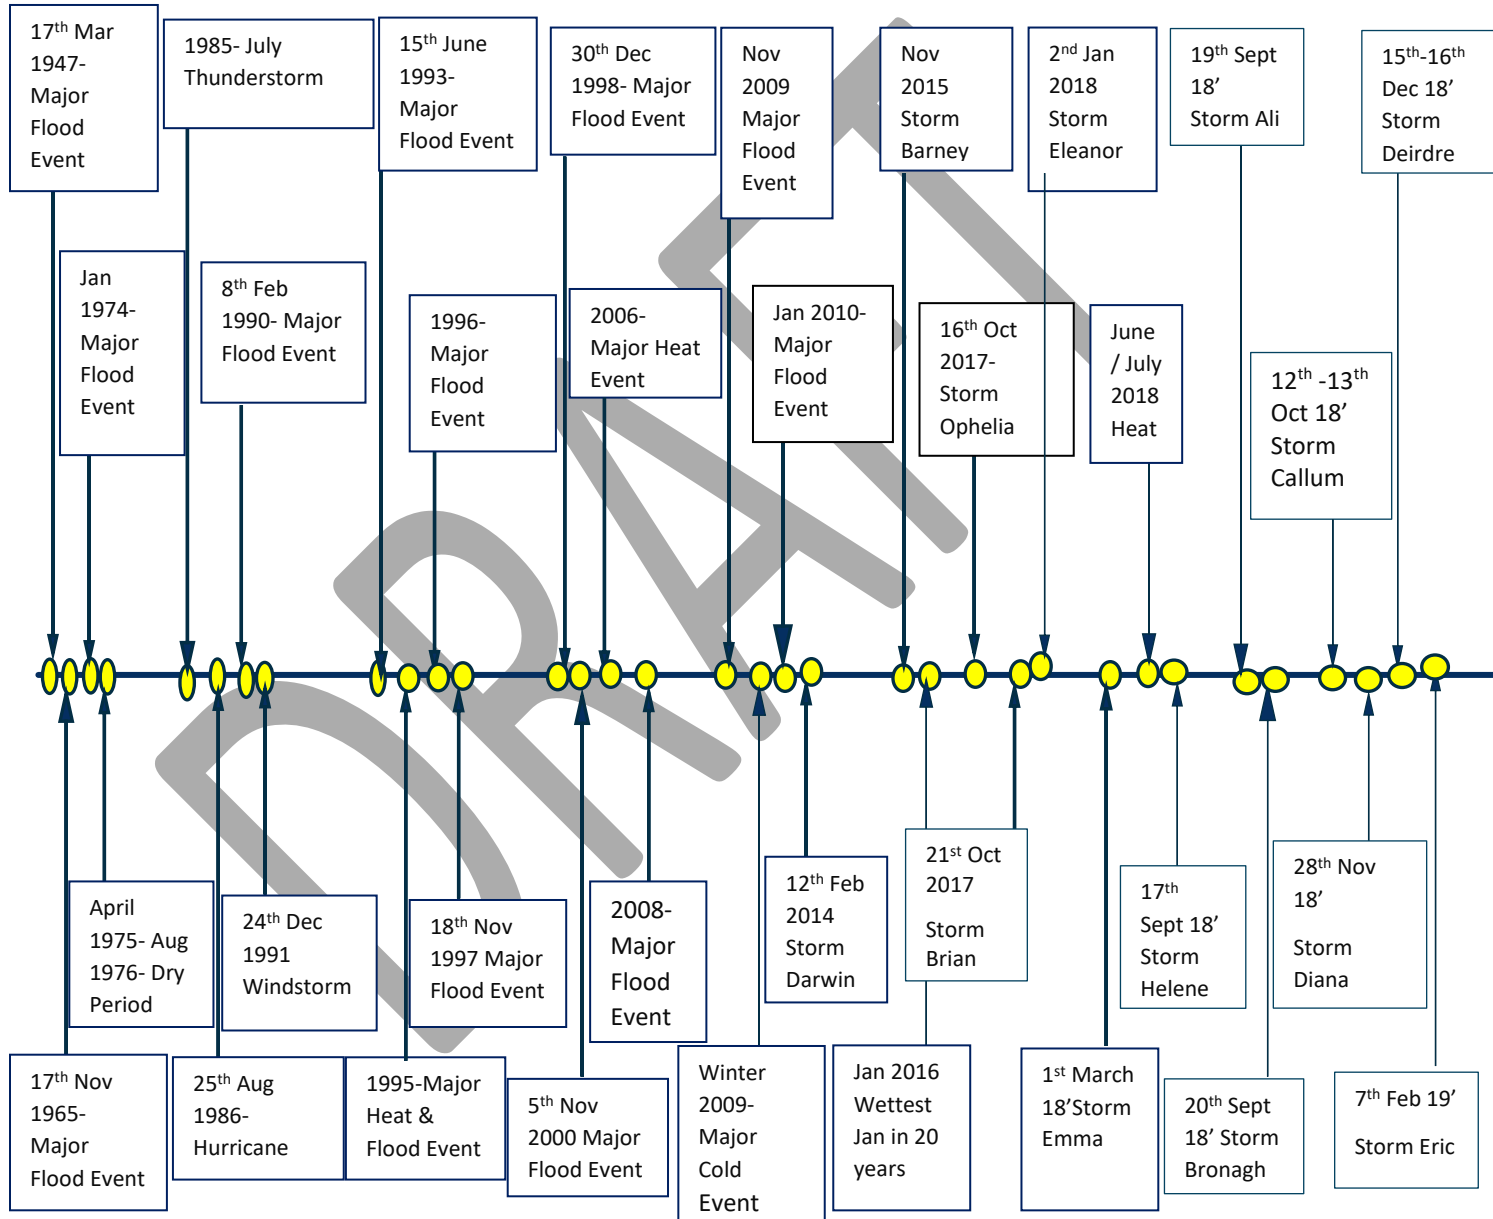 17th Mar
1947-
Major
Flood
Event
1985- July
Thunderstorm
15th June
1993-
Major
Flood Event
30th Dec
1998- Major
Flood Event
Nov
2009
Major
Flood
Event
Nov
2015
Storm
Barney
2nd Jan
2018
Storm
Eleanor
19th Sept
18’
Storm Ali
15th-16th
Dec 18’
Storm
Deirdre
Jan
1974-
Major
Flood
Event
8th Feb
1990- Major
Flood Event
1996-
Major
Flood
Event
2006-
Major Heat
Event
Jan 2010-
Major
Flood
Event
16th Oct
2017-
Storm
Ophelia
June
/ July
2018
Heat
12th -13th
Oct 18’
Storm
Callum
DRAFT
April
1975- Aug
1976- Dry
Period
24th Dec
1991
Windstorm
18th Nov
1997 Major
Flood Event
2008-
Major
Flood
Event
12th Feb
2014
Storm
Darwin
21st Oct
2017
Storm
Brian
17th
Sept 18’
Storm
Helene
28th Nov
18’
Storm
Diana
17th Nov
1965-
Major
Flood Event
25th Aug
1986-
Hurricane
1995-Major
Heat &
Flood Event
5th Nov
2000 Major
Flood Event
Winter
2009-
Major
Cold
Event
Jan 2016
Wettest
Jan in 20
years
1st March
18’Storm
Emma
20th Sept
18’ Storm
Bronagh
7th Feb 19’
Storm Eric